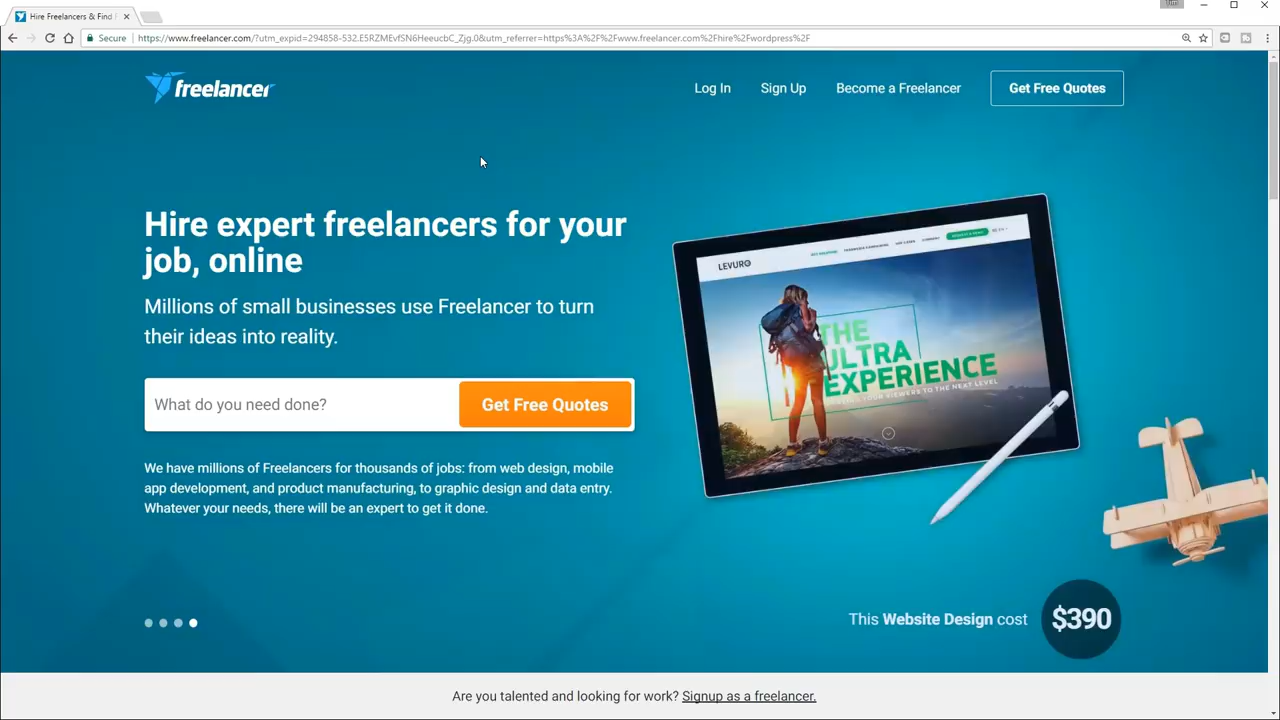 Hire Freelancers & Find
Secure
https://www.freelancer.com/?utm_expid=294858-532.E5RZMEvfSN6HeeucbC_Zjg.0&utm_referrer=https%3A%2F%2Fwww.freelancer.com%2Fhire%2Fwordpress%2F
freelancer
Log In
Sign Up
Become a Freelancer
Get Free Quotes
Hire expert freelancers for your
job, online
Millions of small businesses use Freelancer to turn
their ideas into reality.
What do you need done?
Get Free Quotes
We have millions of Freelancers for thousands of jobs: from web design, mobile
app development, and product manufacturing, to graphic design and data entry.
Whatever your needs, there will be an expert to get it done.
LEVURO
THE
ULTRA
EXPERIENCE
YOUR VIEWERS TO THE NEXT LEVEL
This Website Design cost
$390
Are you talented and looking for work? Signup as a freelancer.